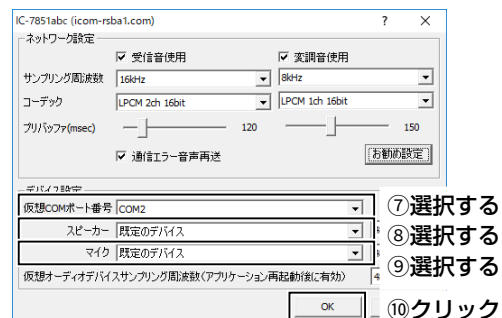 IC-7851abc (icom-rsba1.com) ? ×
ネットワーク設定
受信音使用 変調音使用
サンプリング周波数 16kHz 8kHz
コーデック LPCM 2ch 16bit LPCM 1ch 16bit
プリバッファ(msec) 120 150
通信エラー音声再送 お勧め設定
デバイス設定
仮想COMポート番号 COM2 ⑦選択する
スピーカー 既定のデバイス ⑧選択する
マイク 既定のデバイス ⑨選択する
仮想オーディオデバイスサンプリング周波数(アプリケーション再起動後に有効)
OK ⑩クリック